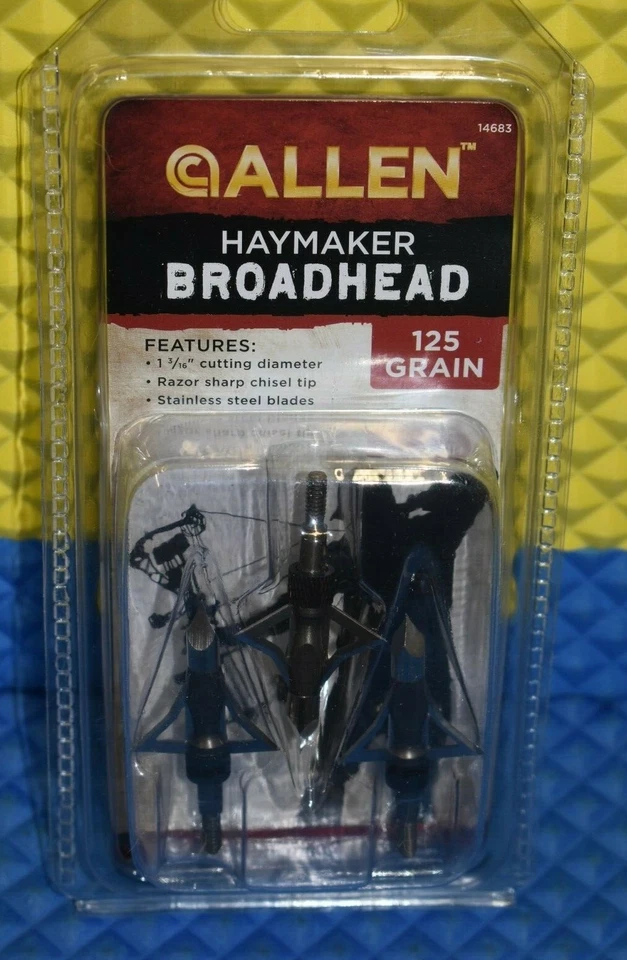 14683
ALLEN™
HAYMAKER
BROADHEAD
125
GRAIN
FEATURES:
• 1 3/16" cutting diameter
• Razor sharp chisel tip
• Stainless steel blades